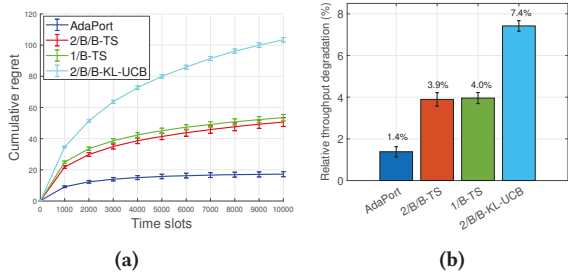 120
100
80
60
40
20
0
Cumulative regret
AdaPort
2/B/B-TS
1/B-TS
2/B/B-KL-UCB
0 1000 2000 3000 4000 5000 6000 7000 8000 9000 10000
Time slots
(a)
Relative throughput degradation (%)
8
6
4
2
0
1.4%
3.9%
4.0%
7.4%
AdaPort
2/B/B-TS
1/B-TS
2/B/B-KL-UCB
(b)